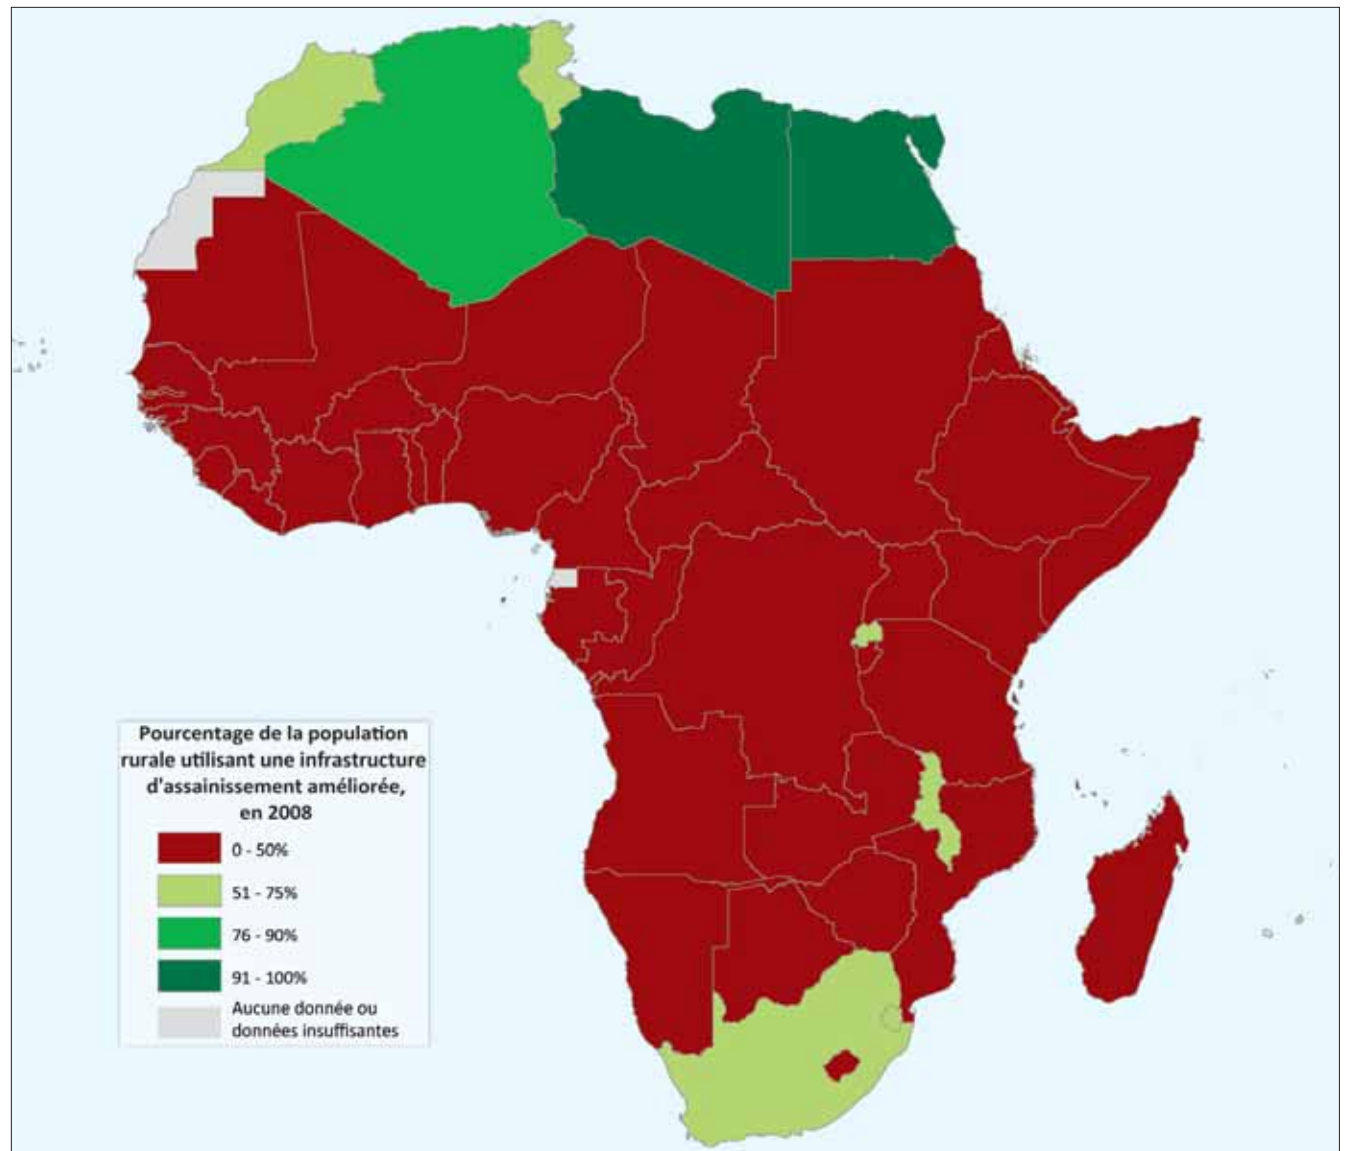 Pourcentage de la population
rurale utilisant une infrastructure
d'assainissement améliorée,
en 2008
0 - 50%
51 - 75%
76 - 90%
91 - 100%
Aucune donnée ou
données insuffisantes